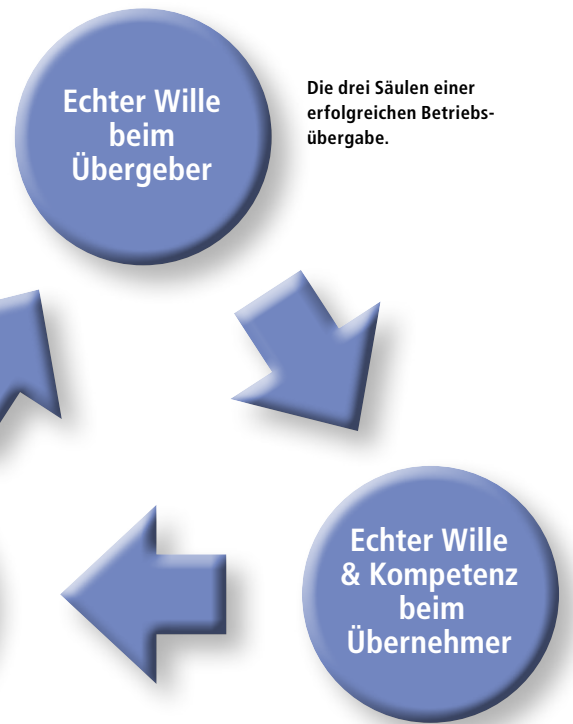 Echter Wille
beim
Übergeber
Die drei Säulen einer
erfolgreichen Betriebs-
übergabe.
Echter Wille
& Kompetenz
beim
Übernehmer